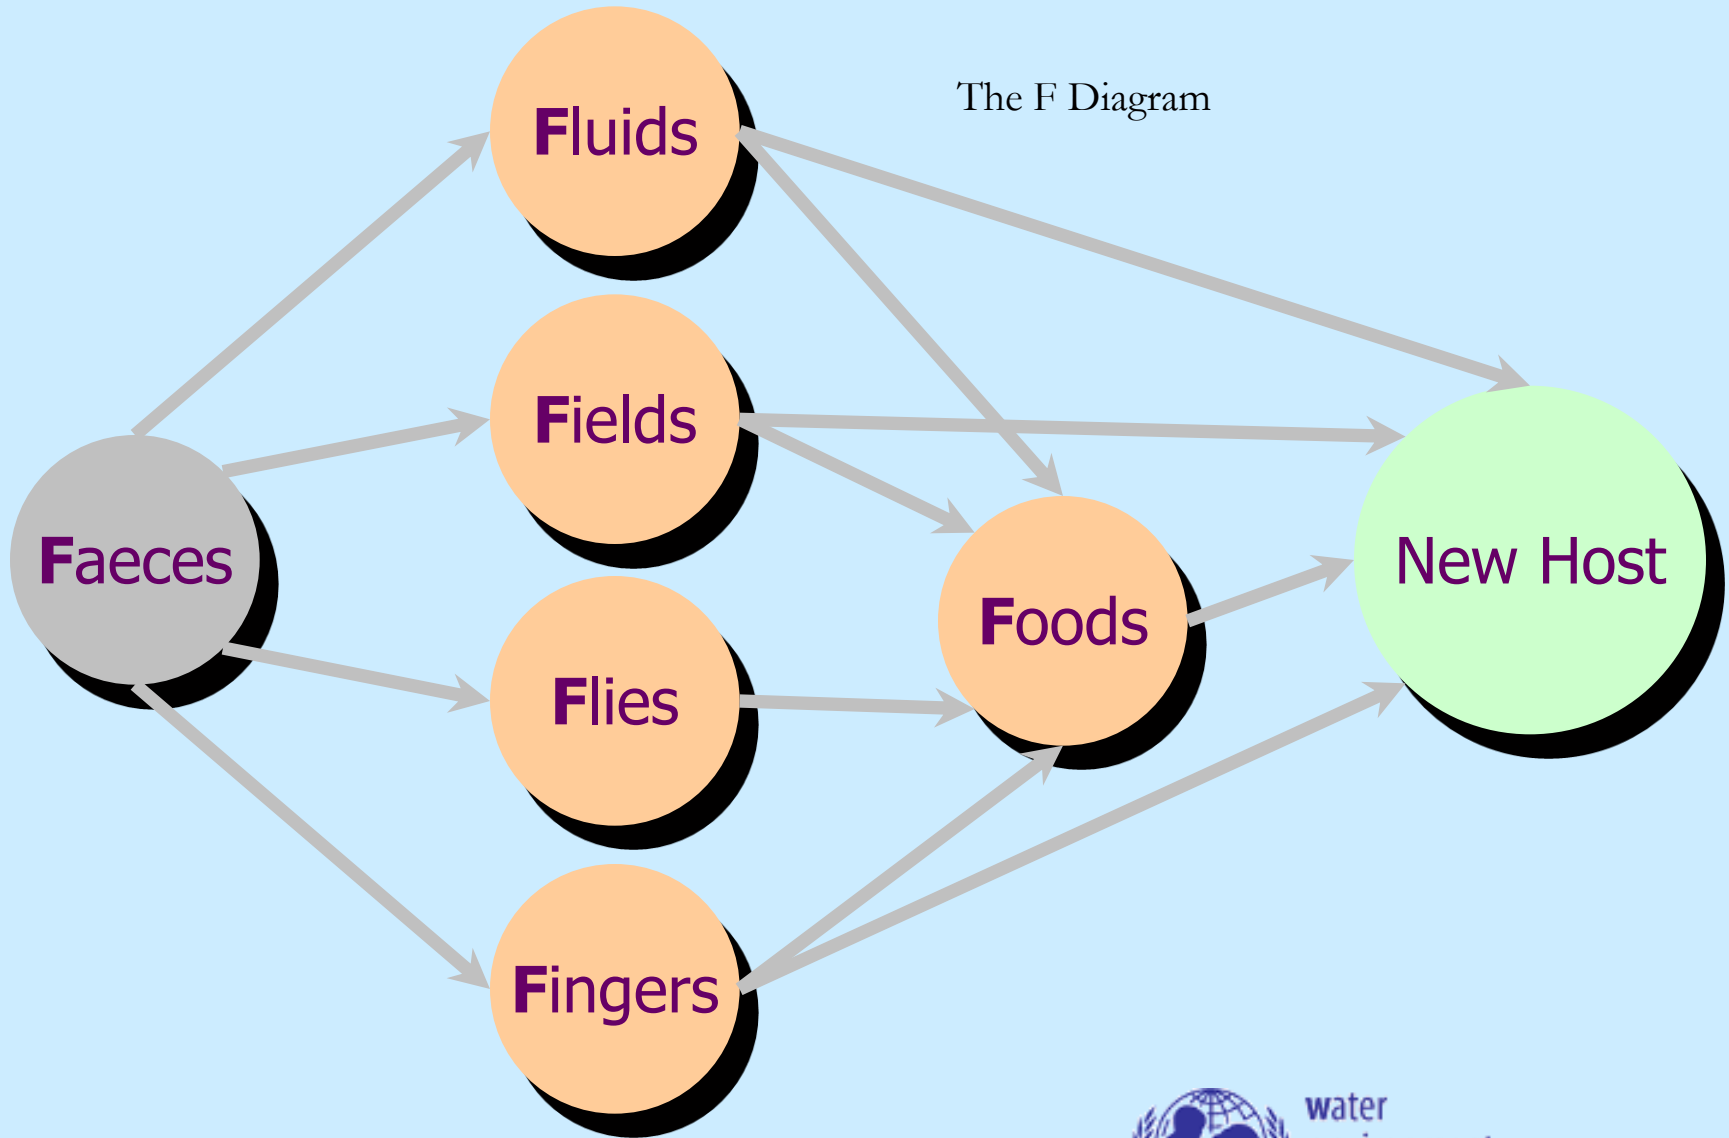 The F Diagram
Fluids
Fields
Faeces
New Host
Foods
Flies
Fingers
water